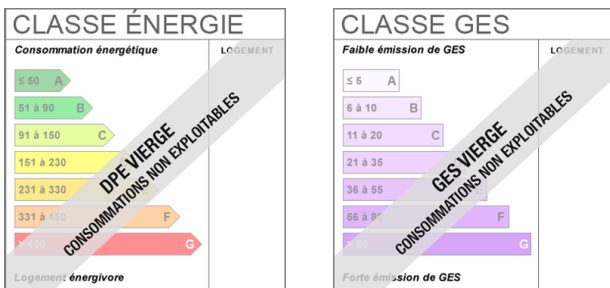 CLASSE ÉNERGIE
Consommation énergétique
LOGEMENT
≤ 50 A
51 à 90 B
91 à 150 C
151 à 230
231 à 330 E
331 à 450 F
> 450 G
DPE VIERGE
CONSOMMATIONS NON EXPLOITABLES
Logement énergivore
CLASSE GES
Faible émission de GES
LOGEMENT
≤ 5 A
6 à 10 B
11 à 20 C
21 à 35
36 à 55 E
56 à 80 F
> 80 G
GES VIERGE
CONSOMMATIONS NON EXPLOITABLES
Forte émission de GES